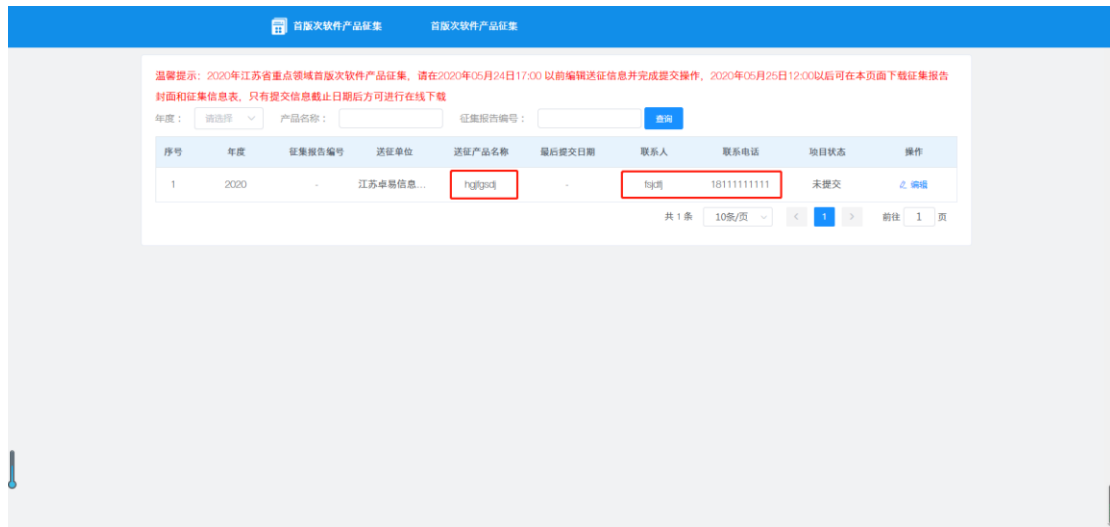 首版次软件产品征集 首版次软件产品征集
温馨提示：2020年江苏省重点领域首版次软件产品征集，请在2020年05月24日17:00 以前编辑送征信息并完成提交操作，2020年05月25日12:00以后可在本页面下载征集报告
封面和征集信息表，只有提交信息截止日期后方可进行在线下载
年度： 请选择 产品名称： 征集报告编号： 查询
序号 年度 征集报告编号 送征单位 送征产品名称 最后提交日期 联系人 联系电话 项目状态 操作
1 2020 - 江苏卓易信息... hgjfgsdj - 18111111111 未提交 编辑
共 1 条 10条/页 < 1 > 前往 1 页